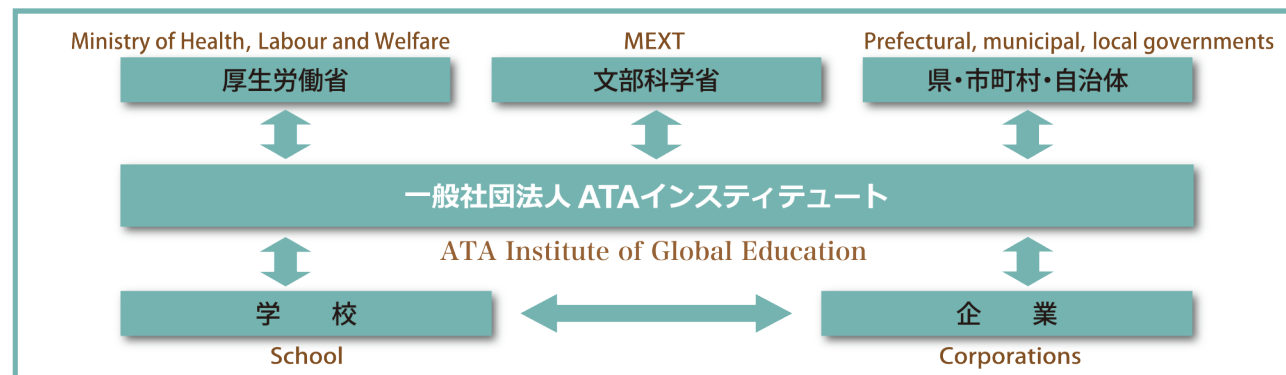 Ministry of Health, Labour and Welfare
MEXT
Prefectural, municipal, local governments
厚生労働省
文部科学省
県・市町村・自治体
一般社団法人 ATAインスティテュート
ATA Institute of Global Education
学 校
企 業
School
Corporations